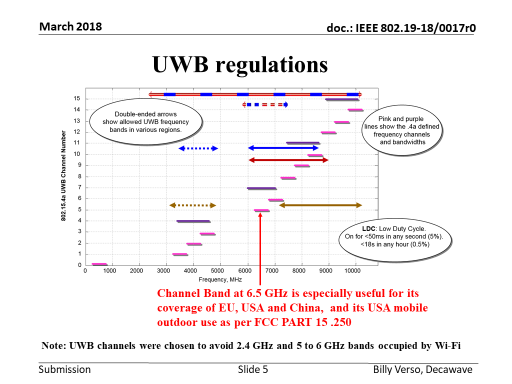 March 2018
doc.: IEEE 802.19-18/0017r0
UWB regulations
Double-ended arrows
show allowed UWB frequency
bands in various regions.
Pink and purple
lines show the .4a defined
frequency channels
and bandwidths
LDC: Low Duty Cycle.
On for <50ms in any second (5%).
<18s in any hour (0.5%)
802.15.4a UWB Channel Number
15
14
13
12
11
10
9
8
7
6
5
4
3
2
1
0
0 1000 2000 3000 4000 5000 6000 7000 8000 9000 10000
Frequency, MHz
Channel Band at 6.5 GHz is especially useful for its
coverage of EU, USA and China, and its USA mobile
outdoor use as per FCC PART 15 .250
Note: UWB channels were chosen to avoid 2.4 GHz and 5 to 6 GHz bands occupied by Wi-Fi
Submission
Slide 5
Billy Verso, Decawave